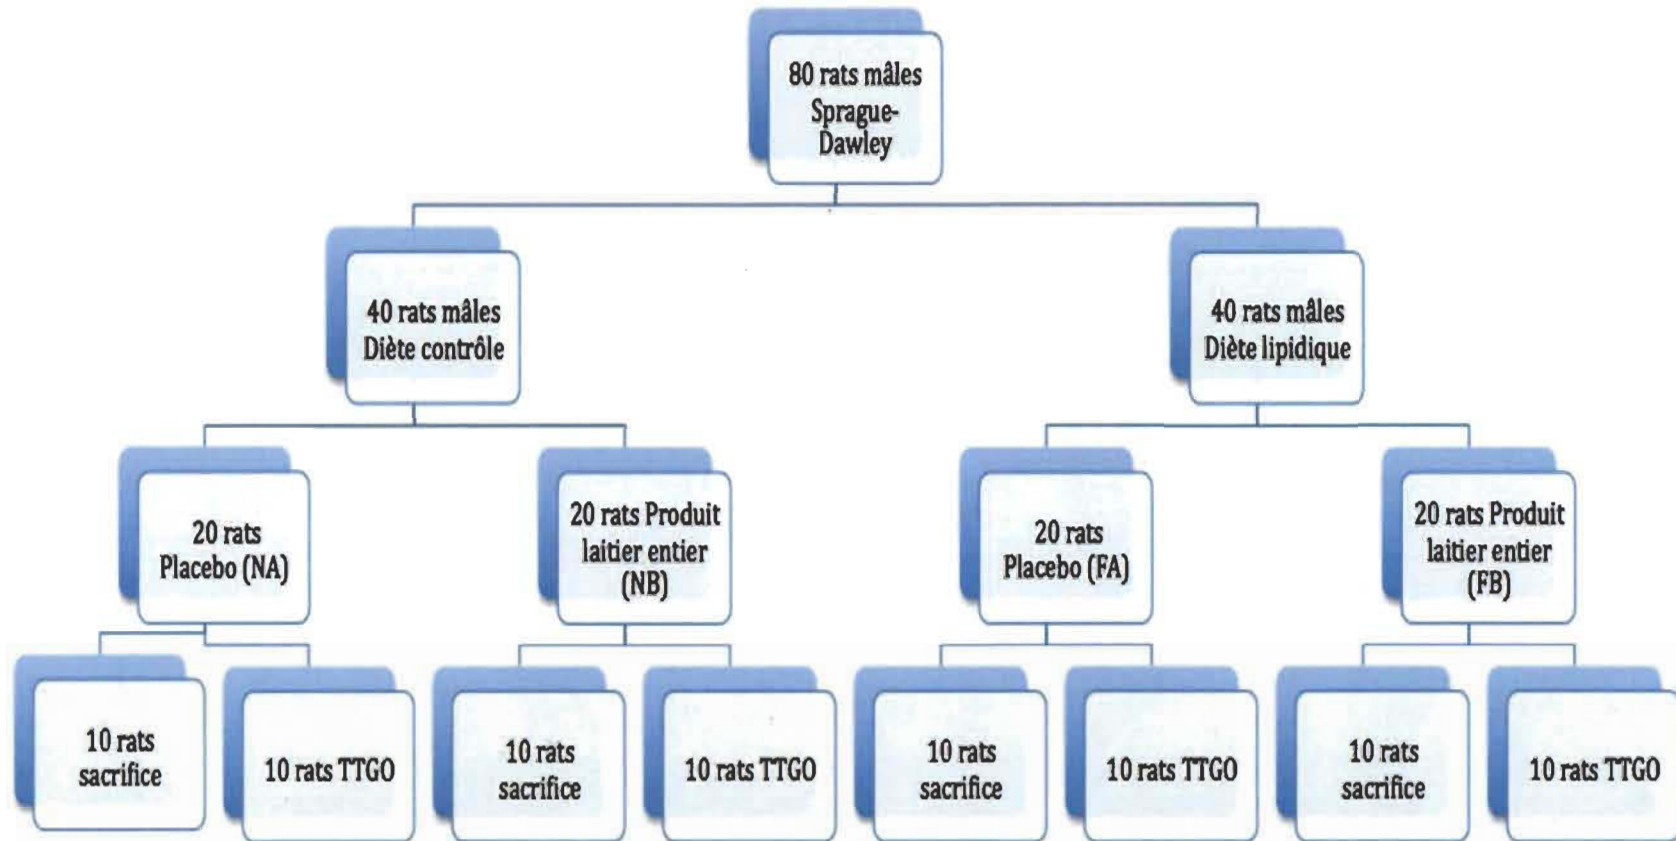 80 rats mâles
Sprague-
Dawley
40 rats mâles
Diète contrôle
40 rats mâles
Diète lipidique
20 rats
Placebo (NA)
20 rats Produit
laitier entier
(NB)
20 rats
Placebo (FA)
20 rats Produit
laitier entier
(FB)
10 rats
sacrifice
10 rats TTGO
10 rats
sacrifice
10 rats TTGO
10 rats
sacrifice
10 rats TTGO
10 rats
sacrifice
10 rats TTGO